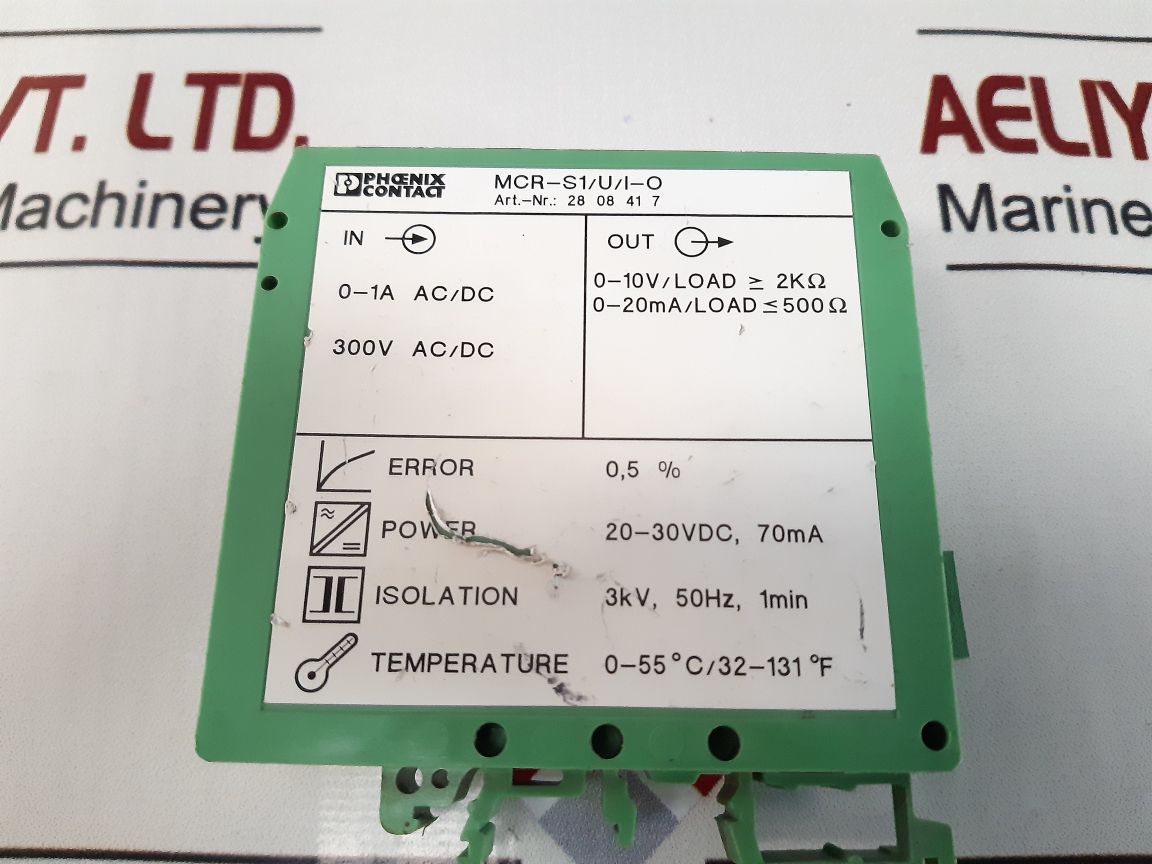 VT. LTD.
Machinery
AELIY
Marine
PHŒNIX
CONTACT
MCR-S1/U/I-O
Art.-Nr.: 28 08 41 7
IN
0-1A AC/DC
300V AC/DC
OUT
0-10V/LOAD ≥ 2KΩ
0-20mA/LOAD ≤ 500Ω
ERROR 0,5 %
POWER 20-30VDC, 70mA
ISOLATION 3kV, 50Hz, 1min
TEMPERATURE 0-55°C/32-131°F